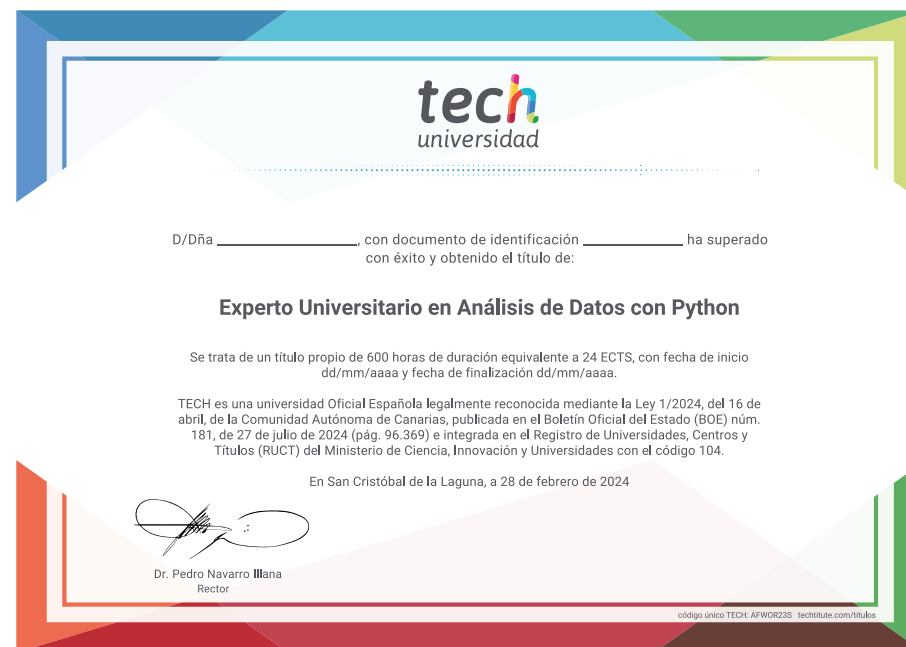 tech
universidad
D/Dña ____________________, con documento de identificación ______________ ha superado
con éxito y obtenido el título de:
Experto Universitario en Análisis de Datos con Python
Se trata de un título propio de 600 horas de duración equivalente a 24 ECTS, con fecha de inicio
dd/mm/aaaa y fecha de finalización dd/mm/aaaa.
TECH es una universidad Oficial Española legalmente reconocida mediante la Ley 1/2024, del 16 de
abril, de la Comunidad Autónoma de Canarias, publicada en el Boletín Oficial del Estado (BOE) núm.
181, de 27 de julio de 2024 (pág. 96.369) e integrada en el Registro de Universidades, Centros y
Títulos (RUCT) del Ministerio de Ciencia, Innovación y Universidades con el código 104.
En San Cristóbal de la Laguna, a 28 de febrero de 2024
Dr. Pedro Navarro Illana
Rector
código único TECH: AFWOR23S techtitute.com/titulos